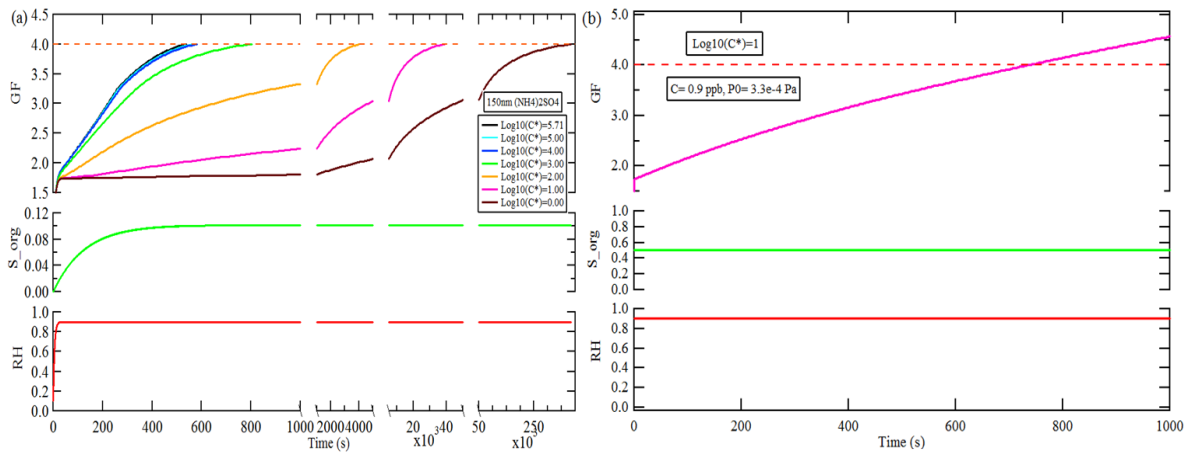 (a)
GF
4.0
3.5
3.0
2.5
2.0
1.5
150nm (NH4)2SO4
Log10(C*)=5.71
Log10(C*)=5.00
Log10(C*)=4.00
Log10(C*)=3.00
Log10(C*)=2.00
Log10(C*)=1.00
Log10(C*)=0.00
S_org
0.12
0.08
0.04
0.00
RH
1.0
0.8
0.6
0.4
0.2
0.0
0 200 400 600 800 1000 2000 4000 20 40 50 250
Time (s) x10³ x10³
(b)
GF
5.0
4.0
3.0
2.0
Log10(C*)=1
C= 0.9 ppb, P0= 3.3e-4 Pa
S_org
1.0
0.8
0.6
0.4
0.2
0.0
RH
1.0
0.8
0.6
0.4
0.2
0.0
0 200 400 600 800 1000
Time (s)